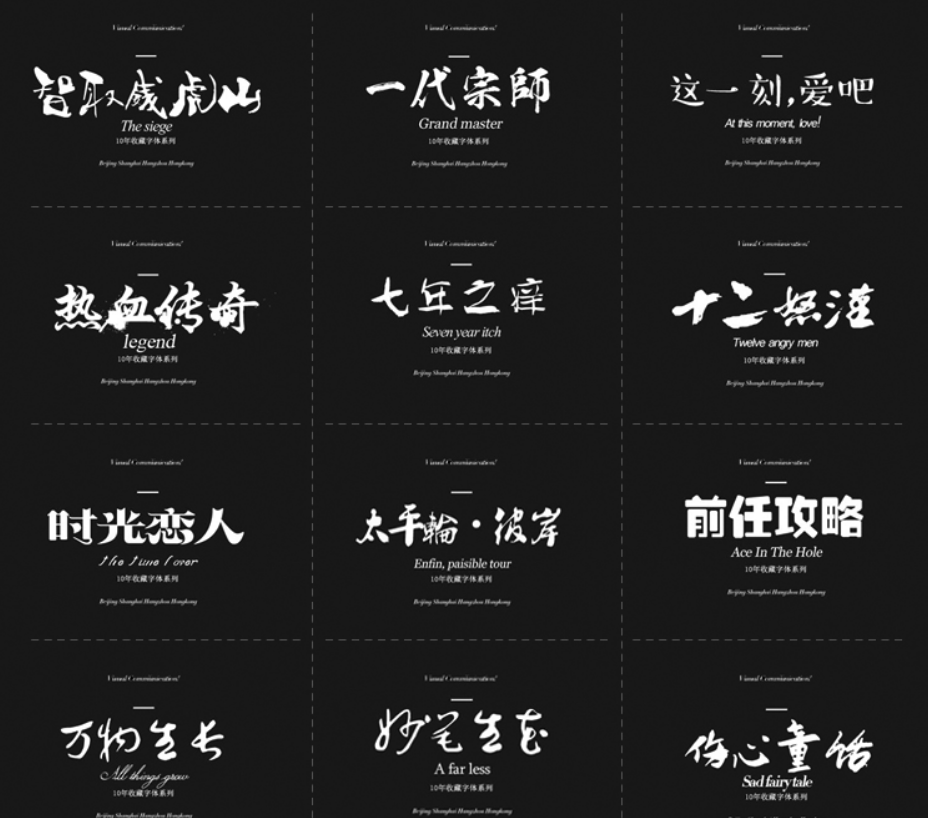 Visual Communication'
智取威虎山
The siege
10年收藏字体系列
Beijing Shanghai Hangzhou Hongkong
Visual Communication'
一代宗師
Grand master
10年收藏字体系列
Beijing Shanghai Hangzhou Hongkong
Visual Communication'
这一刻,爱吧
At this moment, love!
10年收藏字体系列
Beijing Shanghai Hangzhou Hongkong
Visual Communication'
热血传奇
legend
10年收藏字体系列
Beijing Shanghai Hangzhou Hongkong
Visual Communication'
七年之痒
Seven year itch
10年收藏字体系列
Beijing Shanghai Hangzhou Hongkong
Visual Communication'
十二怒漢
Twelve angry men
10年收藏字体系列
Beijing Shanghai Hangzhou Hongkong
Visual Communication'
时光恋人
the time lover
10年收藏字体系列
Beijing Shanghai Hangzhou Hongkong
Visual Communication'
太平輪·彼岸
Enfin, paisible tour
10年收藏字体系列
Beijing Shanghai Hangzhou Hongkong
Visual Communication'
前任攻略
Ace In The Hole
10年收藏字体系列
Beijing Shanghai Hangzhou Hongkong
Visual Communication'
万物生长
All things grow
10年收藏字体系列
Beijing Shanghai Hangzhou Hongkong
Visual Communication'
妙笔生花
A far less
10年收藏字体系列
Beijing Shanghai Hangzhou Hongkong
Visual Communication'
伤心童话
Sad fairy tale
10年收藏字体系列